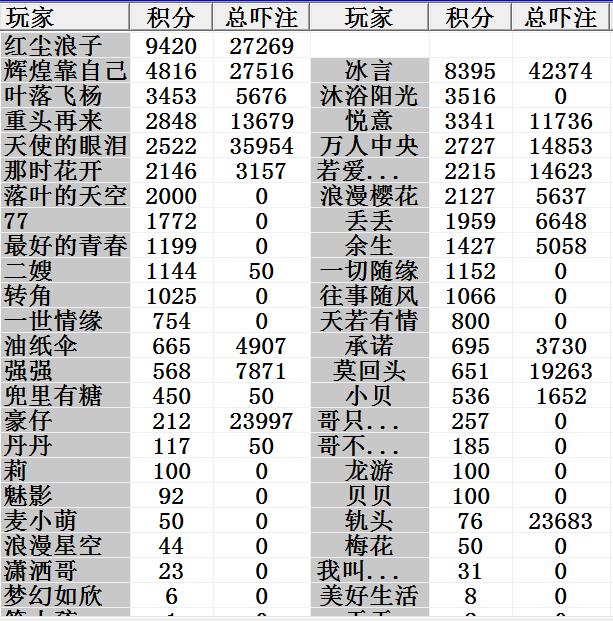 玩家 积分 总吓注 玩家 积分 总吓注
红尘浪子 9420 27269
辉煌靠自己 4816 27516 冰言 8395 42374
叶落飞杨 3453 5676 沐浴阳光 3516 0
重头再来 2848 13679 悦意 3341 11736
天使的眼泪 2522 35954 万人中央 2727 14853
那时花开 2146 3157 若爱... 2215 14623
落叶的天空 2000 0 浪漫樱花 2127 5637
77 1772 0 丢丢 1959 6648
最好的青春 1199 0 余生 1427 5058
二嫂 1144 50 一切随缘 1152 0
转角 1025 0 往事随风 1066 0
一世情缘 754 0 天若有情 800 0
油纸伞 665 4907 承诺 695 3730
强强 568 7871 莫回头 651 19263
兜里有糖 450 50 小贝 536 1652
豪仔 212 23997 哥只... 257 0
丹丹 117 50 哥不... 185 0
莉 100 0 龙游 100 0
魅影 92 0 贝贝 100 0
麦小萌 50 0 轨头 76 23683
浪漫星空 44 0 梅花 50 0
潇洒哥 23 0 我叫... 31 0
梦幻如欣 6 0 美好生活 8 0